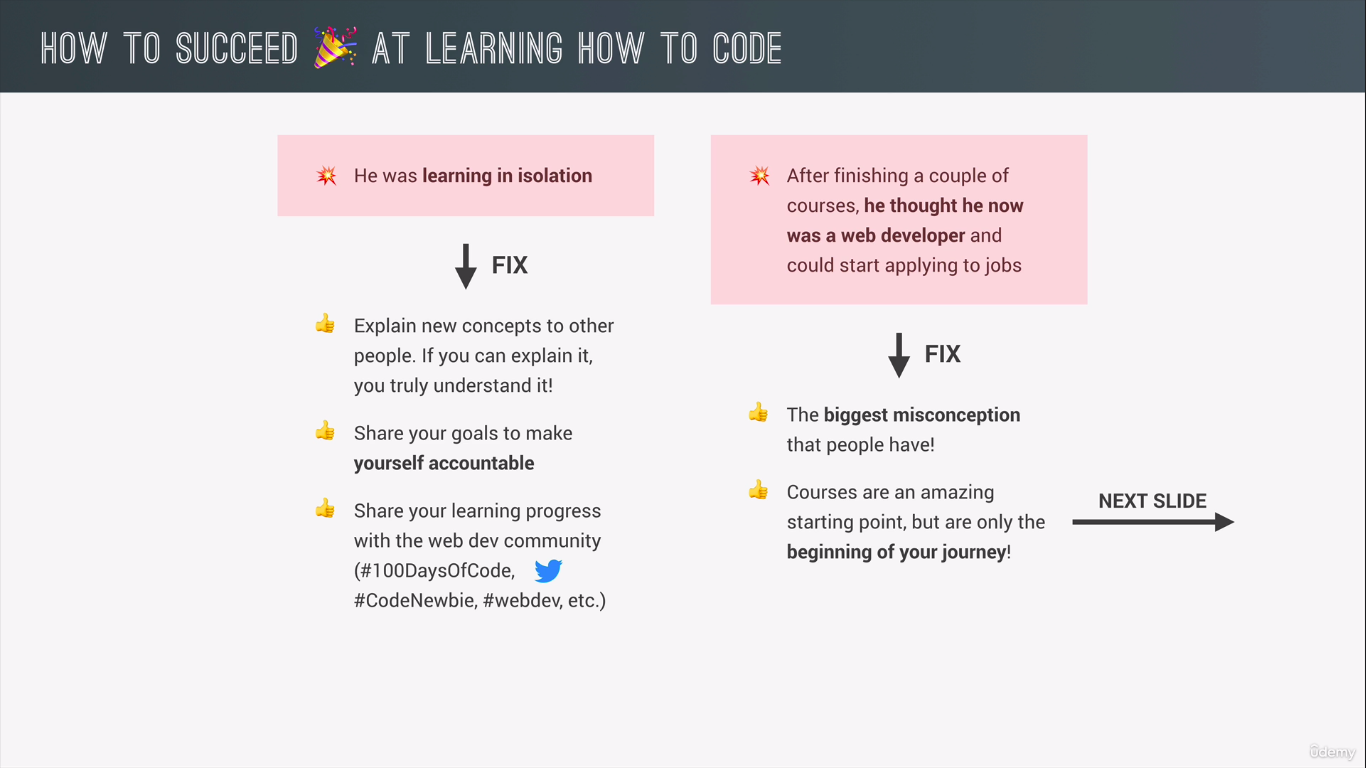 HOW TO SUCCEED 🎉 AT LEARNING HOW TO CODE
💥 He was learning in isolation
FIX
👍 Explain new concepts to other
people. If you can explain it,
you truly understand it!
👍 Share your goals to make
yourself accountable
👍 Share your learning progress
with the web dev community
(#100DaysOfCode,
#CodeNewbie, #webdev, etc.)
💥 After finishing a couple of
courses, he thought he now
was a web developer and
could start applying to jobs
FIX
👍 The biggest misconception
that people have!
👍 Courses are an amazing
starting point, but are only the
beginning of your journey!
NEXT SLIDE
ûdemy